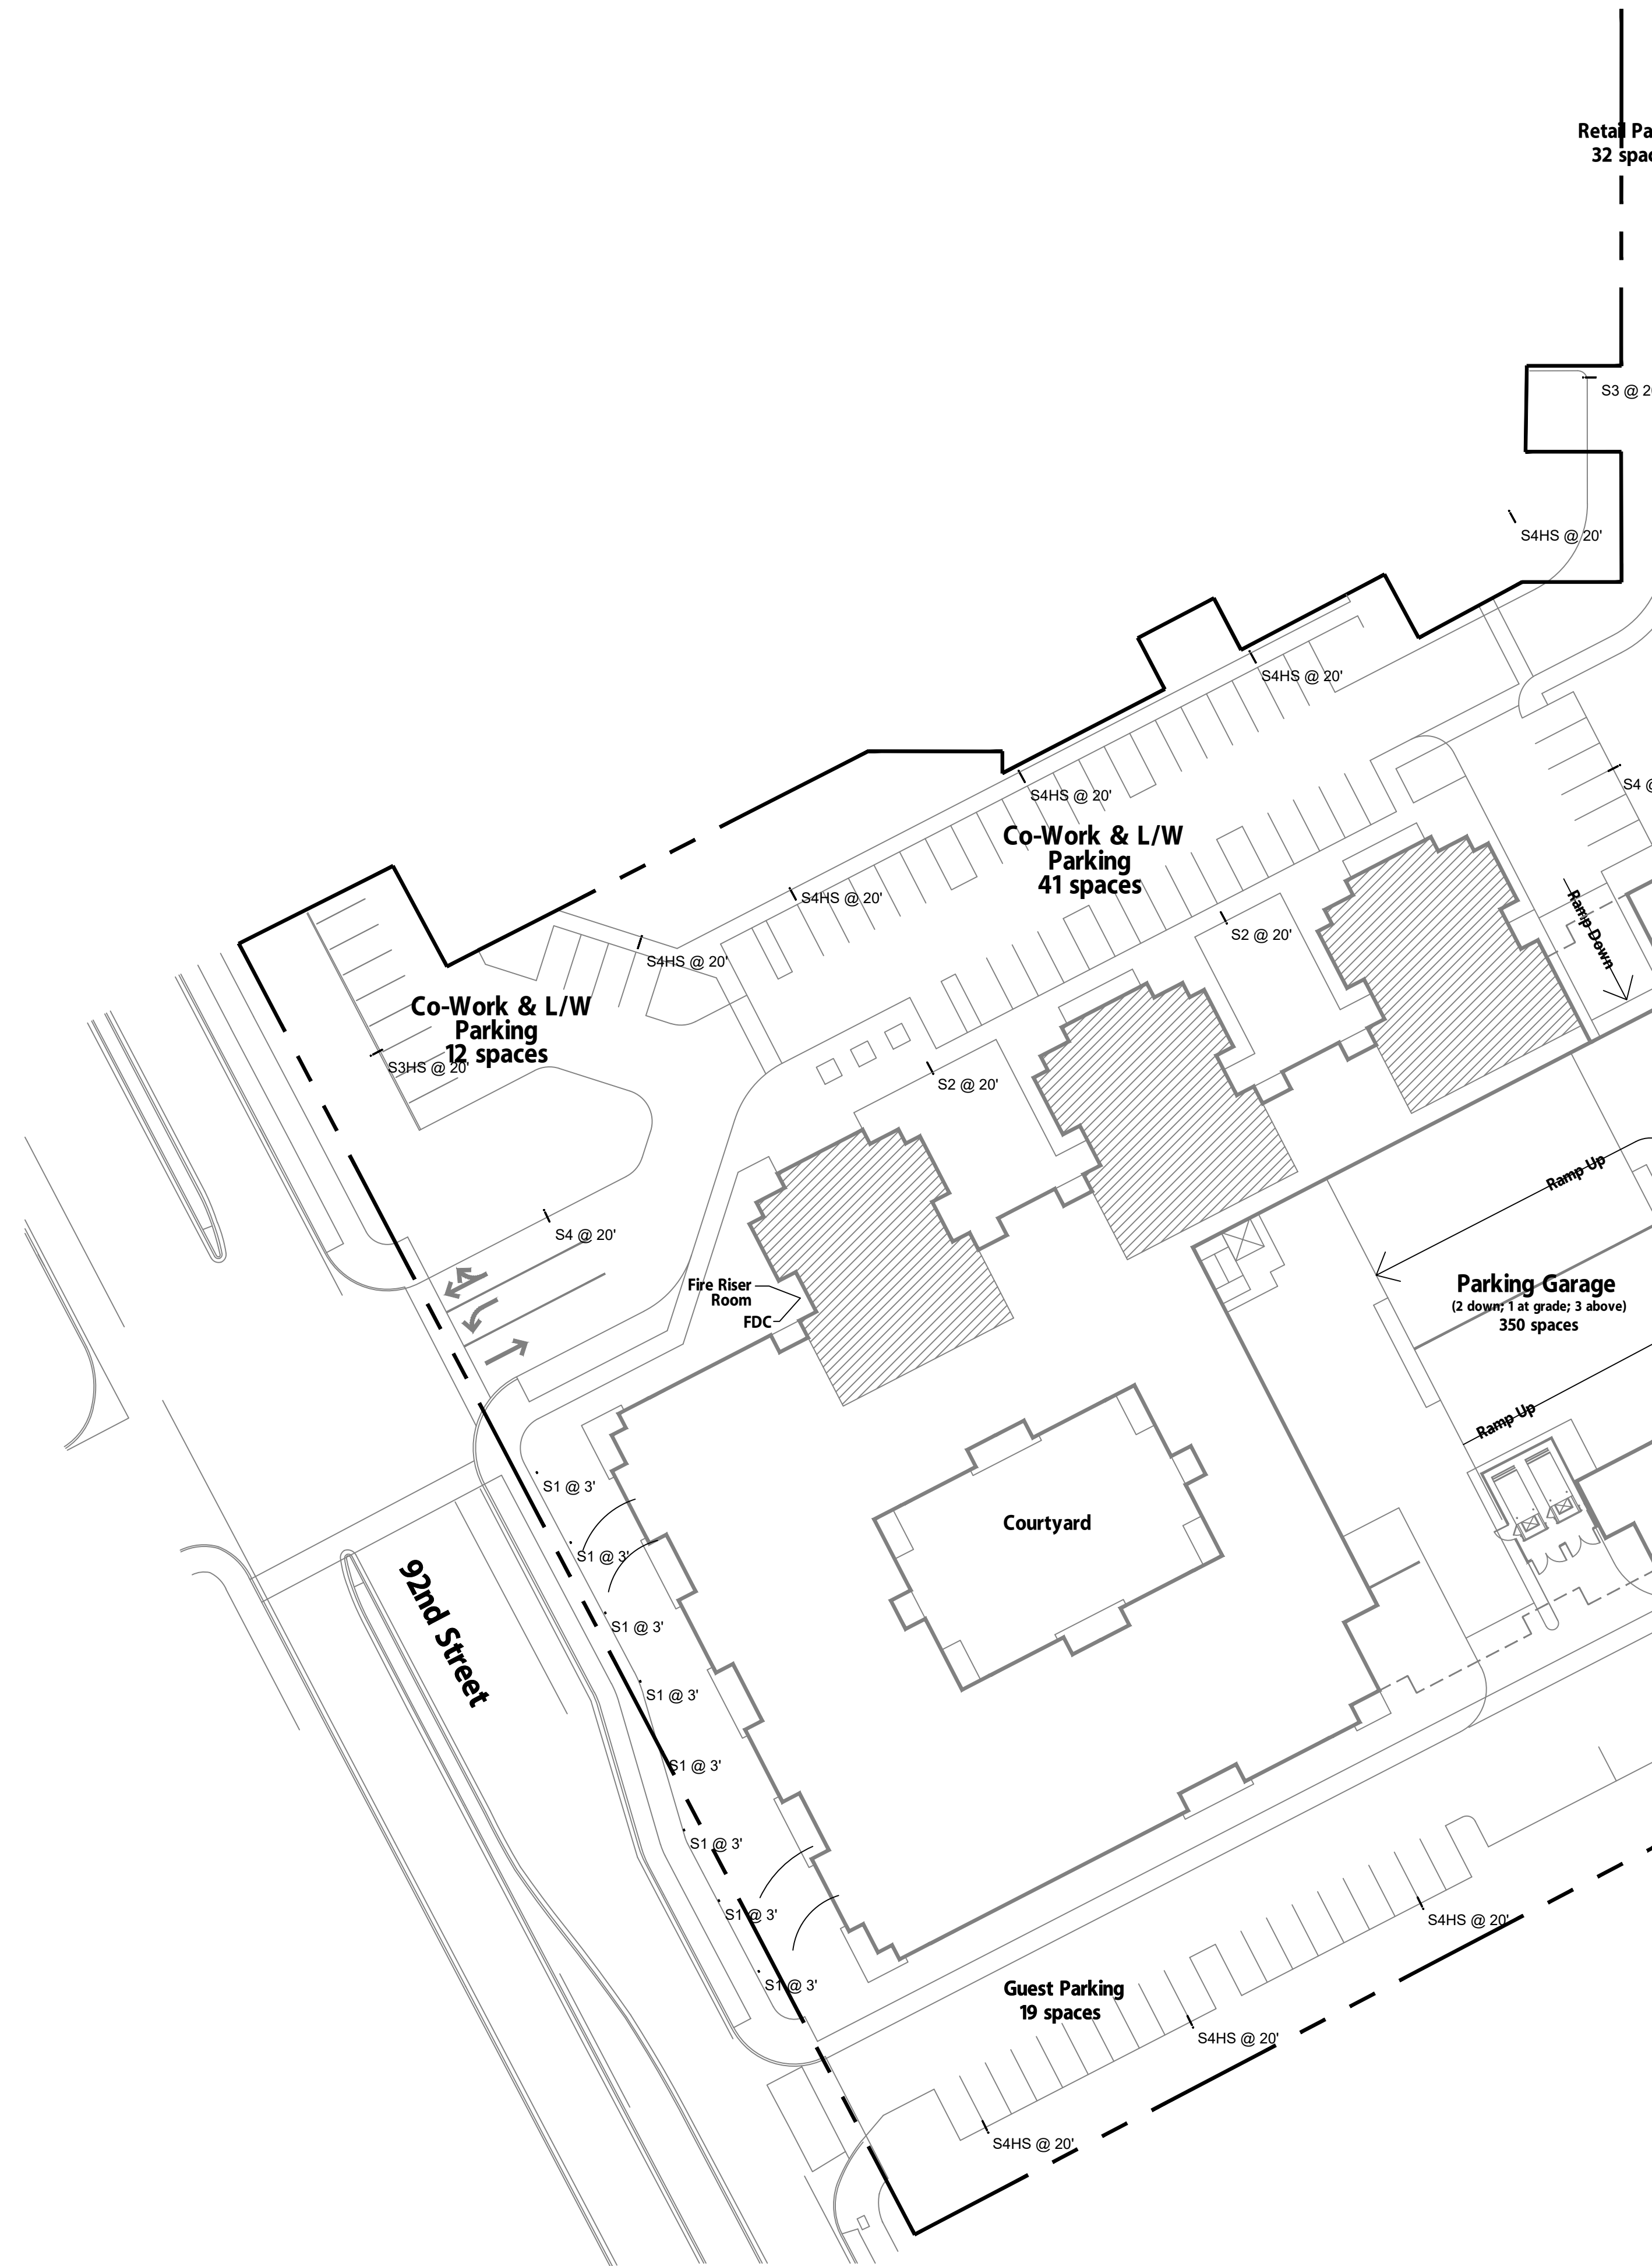 Retail Pa
32 spac
S3 @ 2
S4HS @ 20'
S4HS @ 20'
S4 @
S4HS @ 20'
Co-Work & L/W
Parking
41 spaces
S4HS @ 20'
S2 @ 20'
Ramp Down
S4HS @ 20'
Co-Work & L/W
Parking
12 spaces
S3HS @ 20'
S2 @ 20'
Ramp Up
S4 @ 20'
Fire Riser
Room
FDC
Parking Garage
(2 down; 1 at grade; 3 above)
350 spaces
Ramp Up
S1 @ 3'
Courtyard
S1 @ 3'
92nd Street
S1 @ 3'
S1 @ 3'
S1 @ 3'
S1 @ 3'
S1 @ 3'
S4HS @ 20'
S1 @ 3'
Guest Parking
19 spaces
S4HS @ 20'
S4HS @ 20'